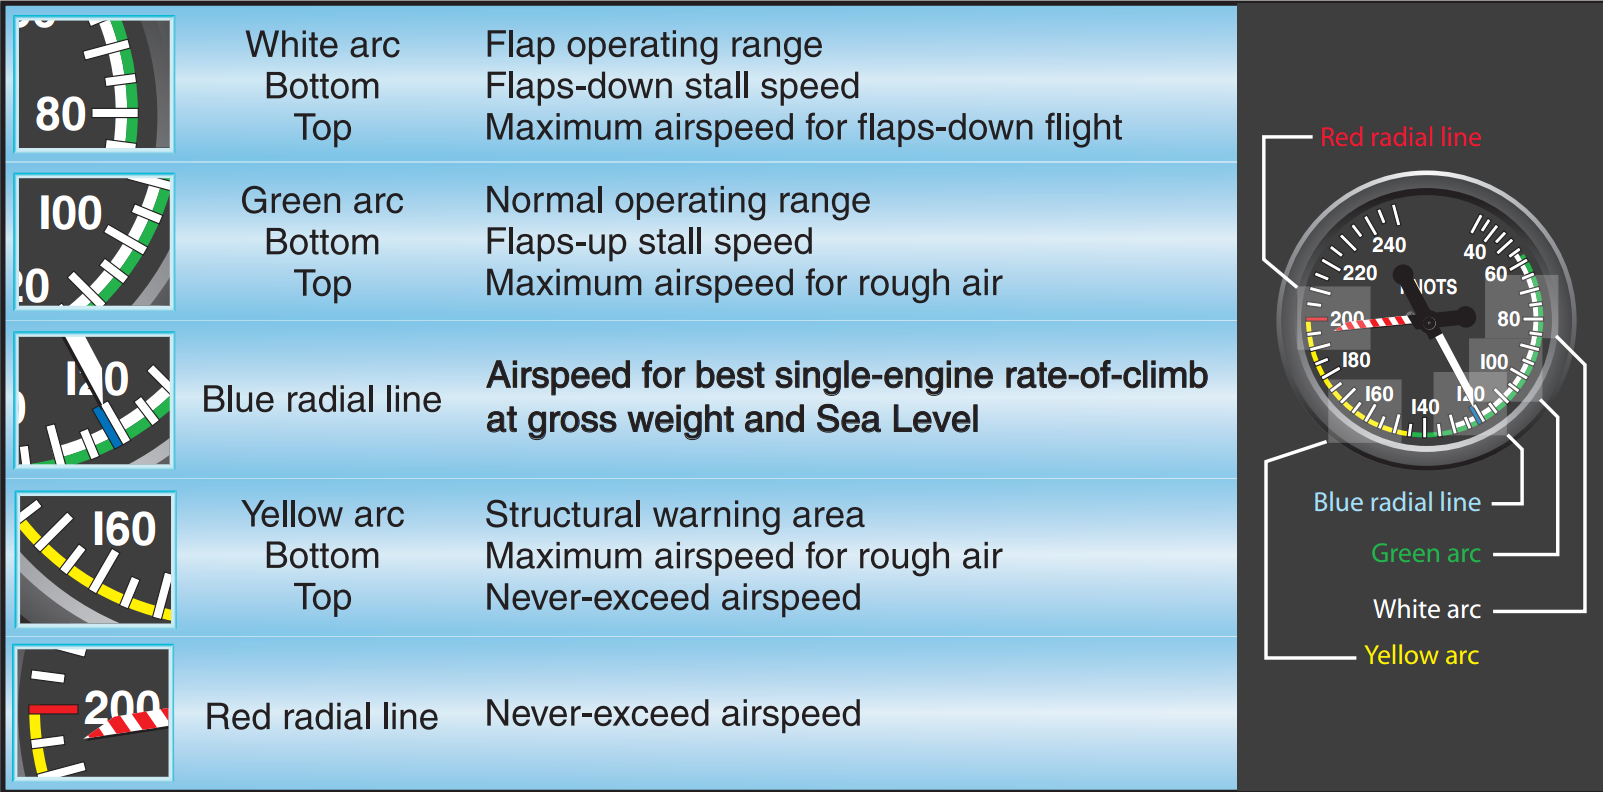 80
White arc
Flap operating range
Bottom
Flaps-down stall speed
Top
Maximum airspeed for flaps-down flight
100
20
Green arc
Normal operating range
Bottom
Flaps-up stall speed
Top
Maximum airspeed for rough air
120
Blue radial line
Airspeed for best single-engine rate-of-climb
at gross weight and Sea Level
160
Yellow arc
Structural warning area
Bottom
Maximum airspeed for rough air
Top
Never-exceed airspeed
200
Red radial line
Never-exceed airspeed
Red radial line
240
40
220
60
KNOTS
200
80
180
100
160
120
140
Blue radial line
Green arc
White arc
Yellow arc